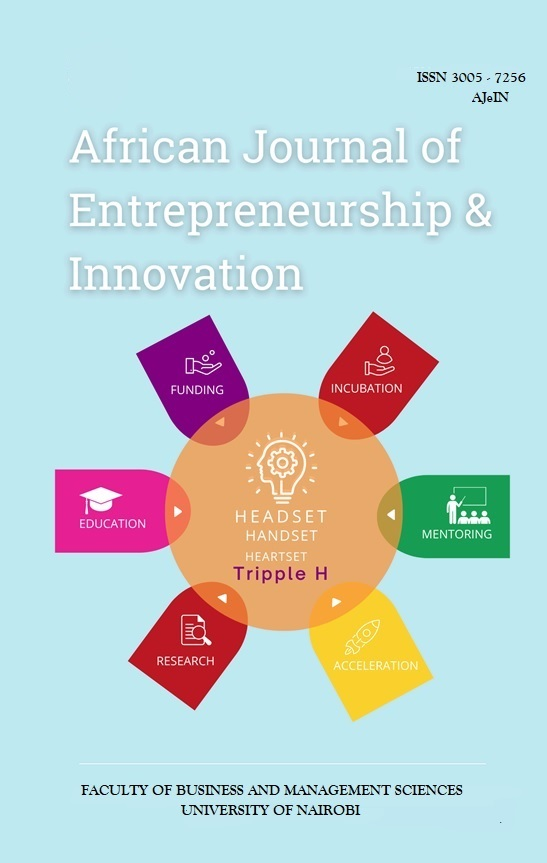 ISSN 3005 - 7256
AJeIN
African Journal of
Entrepreneurship &
Innovation
FUNDING
INCUBATION
EDUCATION
HEADSET
HANDSET
HEARTSET
Tripple H
MENTORING
RESEARCH
ACCELERATION
FACULTY OF BUSINESS AND MANAGEMENT SCIENCES
UNIVERSITY OF NAIROBI